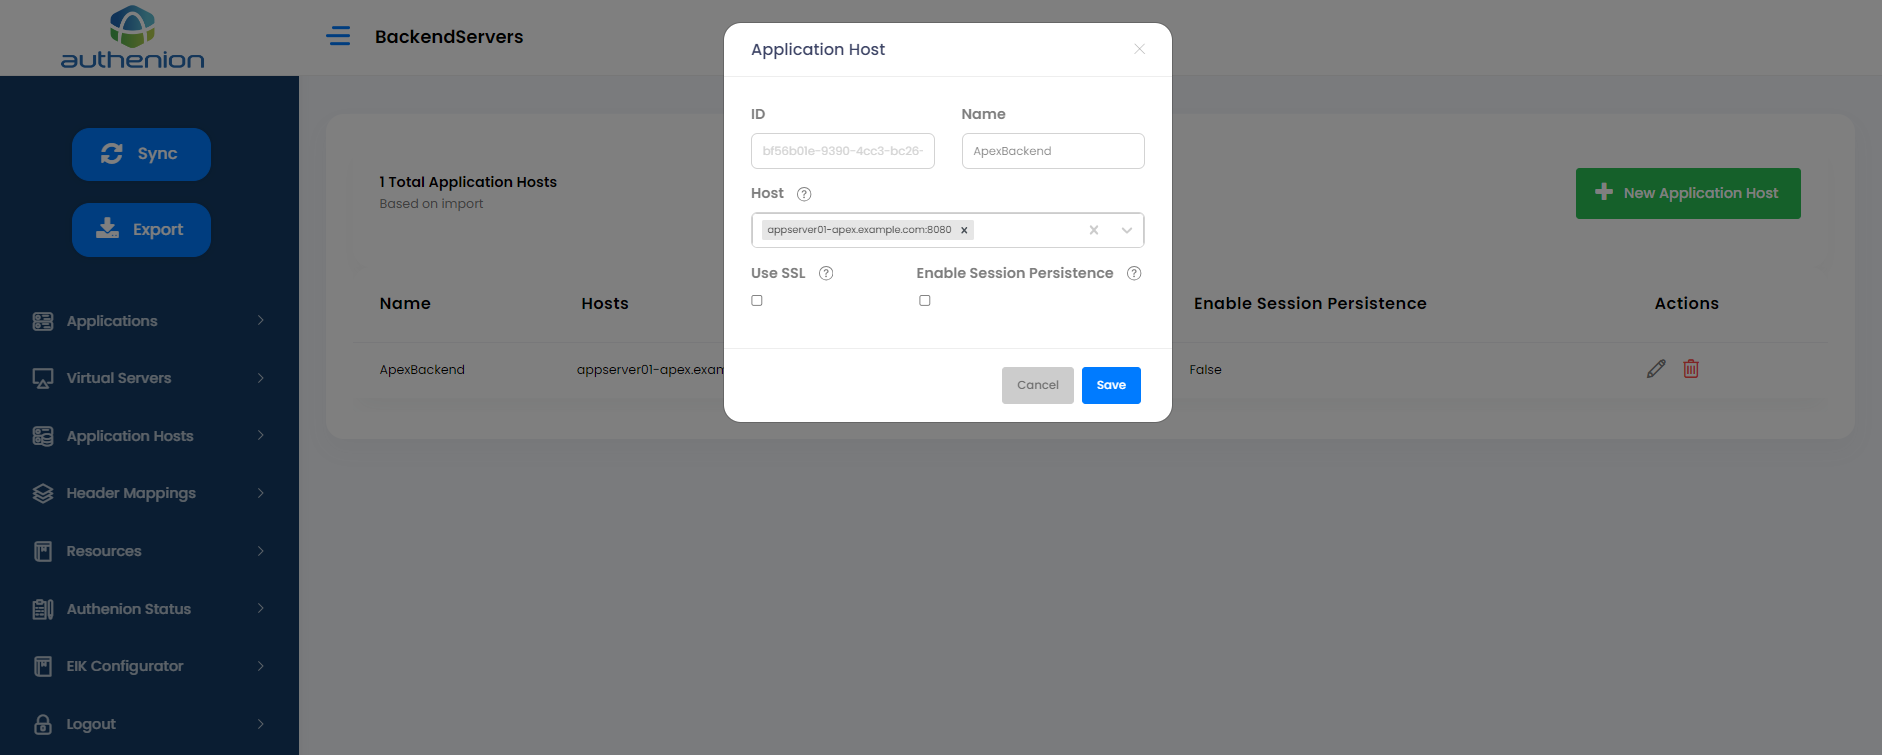 authenion
BackendServers
Sync
Export
Applications
Virtual Servers
Application Hosts
Header Mappings
Resources
Authenion Status
EIK Configurator
Logout
1 Total Application Hosts
Based on import
New Application Host
Name Hosts Enable Session Persistence Actions
ApexBackend appserver01-apex.exam False
Application Host
ID Name
bf56b01e-9390-4cc3-bc26- ApexBackend
Host ?
appserver01-apex.example.com:8080 x
Use SSL ? Enable Session Persistence ?
Cancel Save